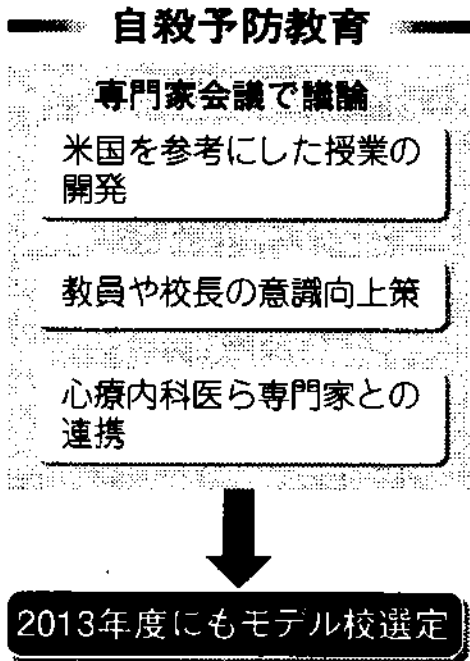 自殺予防教育
専門家会議で議論
米国を参考にした授業の
開発
教員や校長の意識向上策
心療内科医ら専門家との
連携
2013年度にもモデル校選定